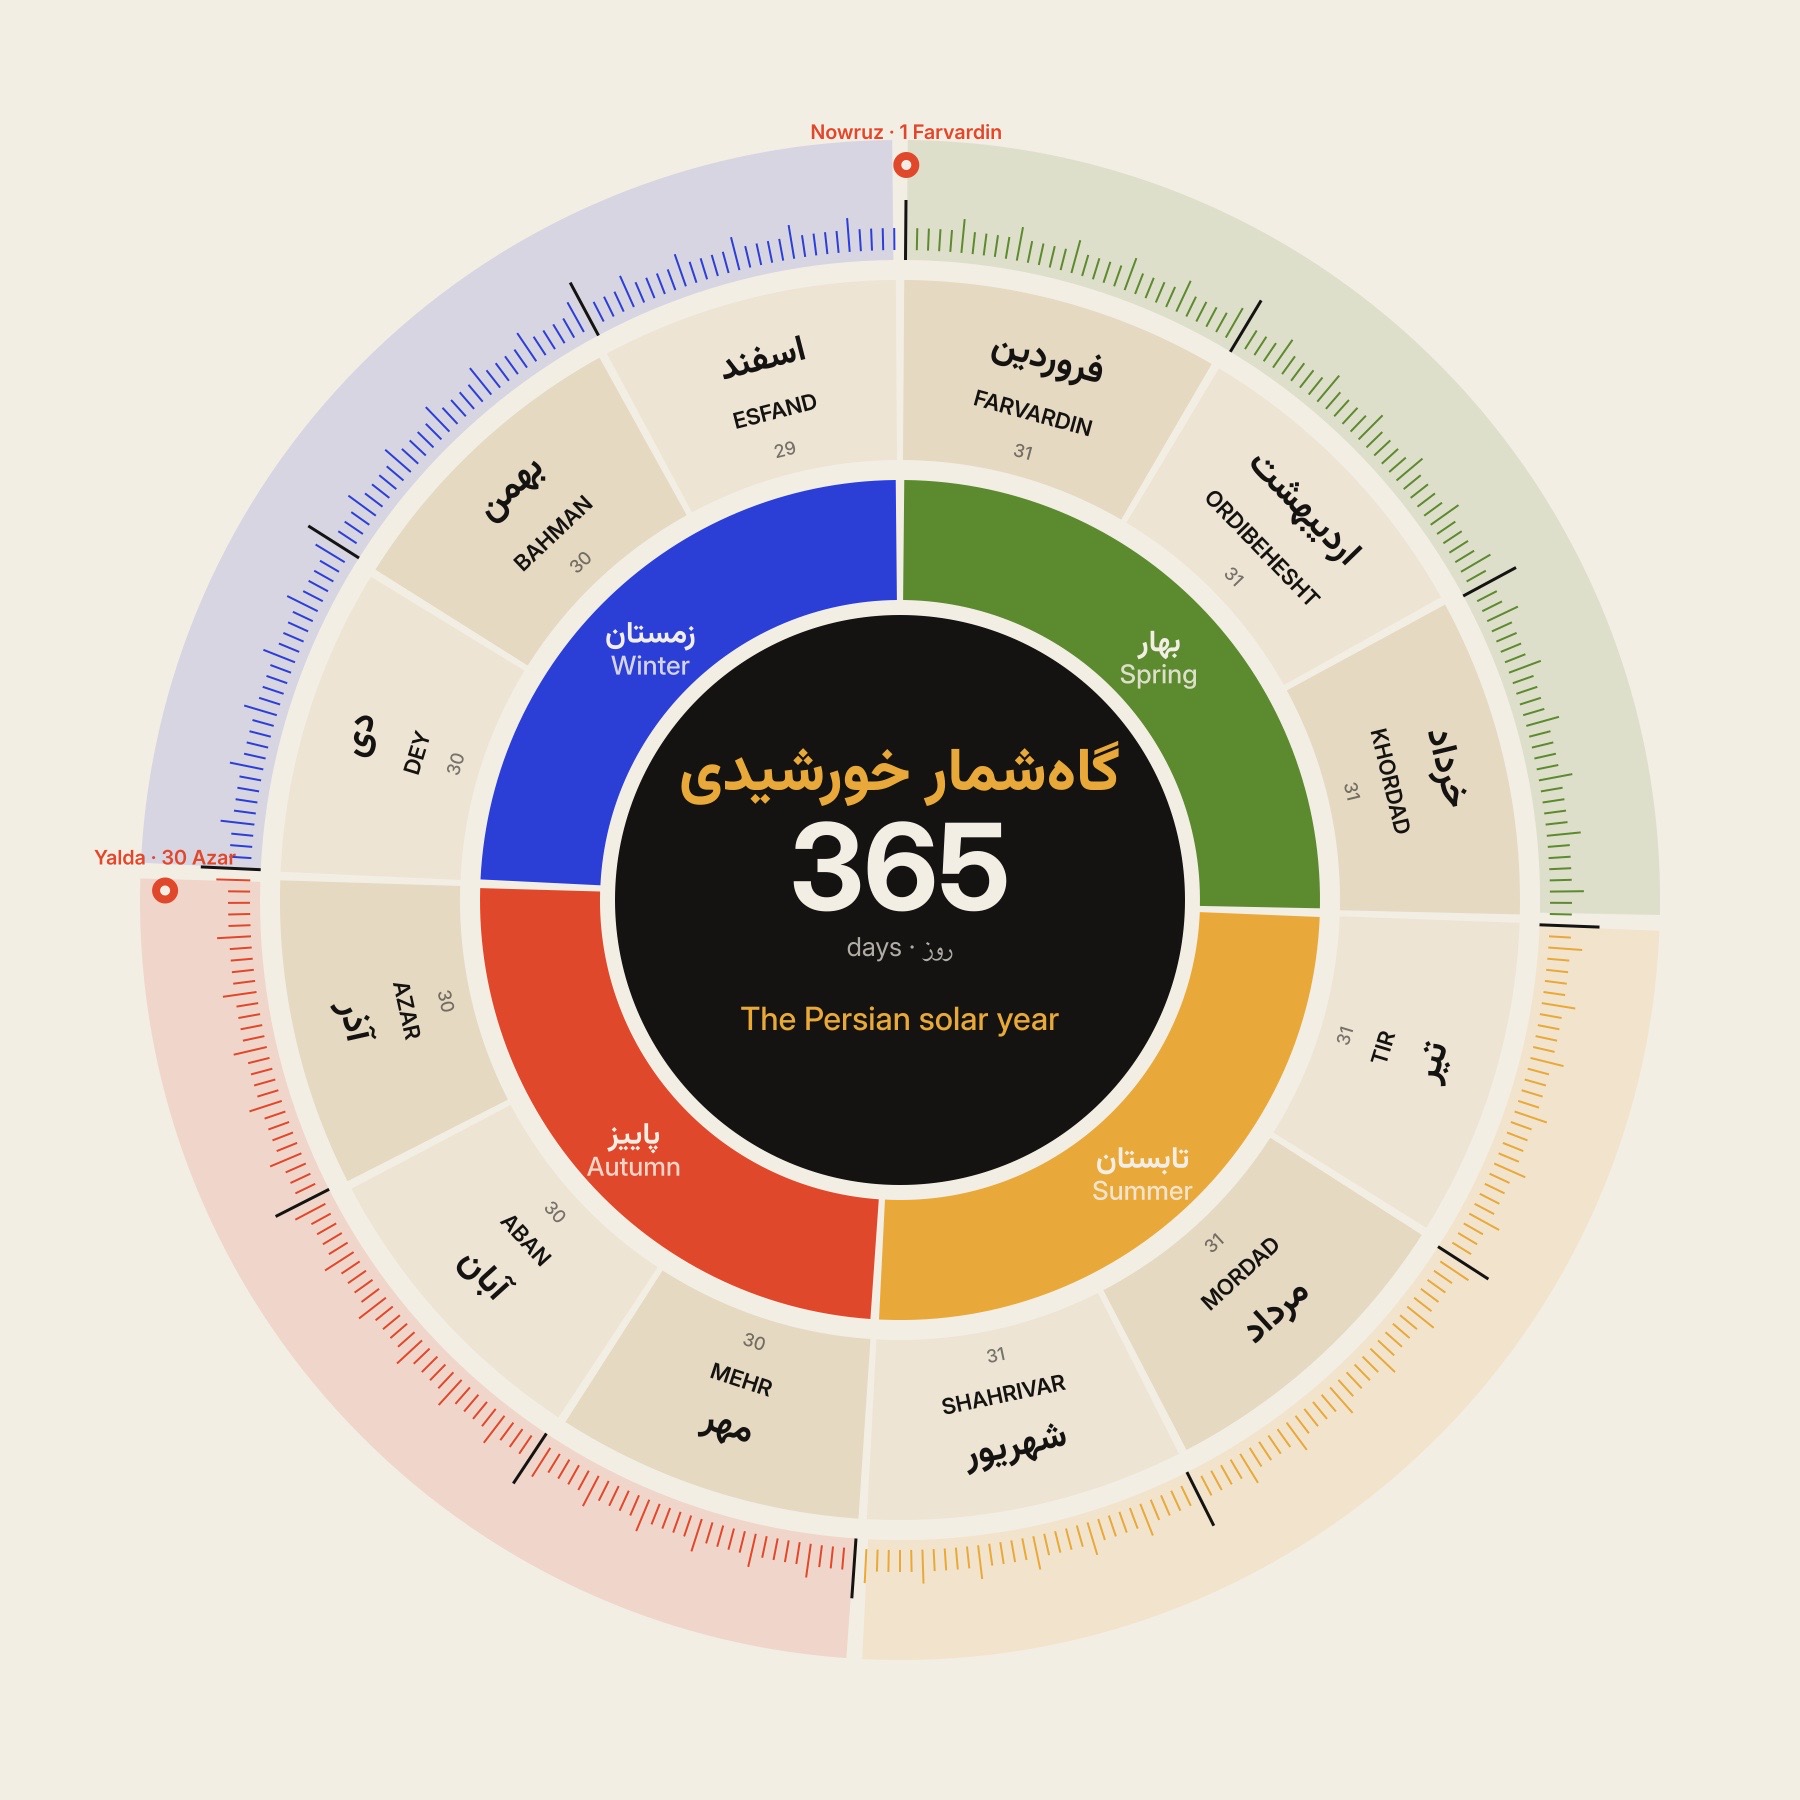 Nowruz · 1 Farvardin
فروردین
FARVARDIN
31
اردیبهشت
ORDIBEHESHT
31
خرداد
KHORDAD
31
تیر
TIR
31
مرداد
MORDAD
31
شهریور
SHAHRIVAR
31
مهر
MEHR
30
آبان
ABAN
30
آذر
AZAR
30
Yalda · 30 Azar
دی
DEY
30
بهمن
BAHMAN
30
اسفند
ESFAND
29
بهار
Spring
تابستان
Summer
پاییز
Autumn
زمستان
Winter
گاه‌شمار خورشیدی
365
days · روز
The Persian solar year